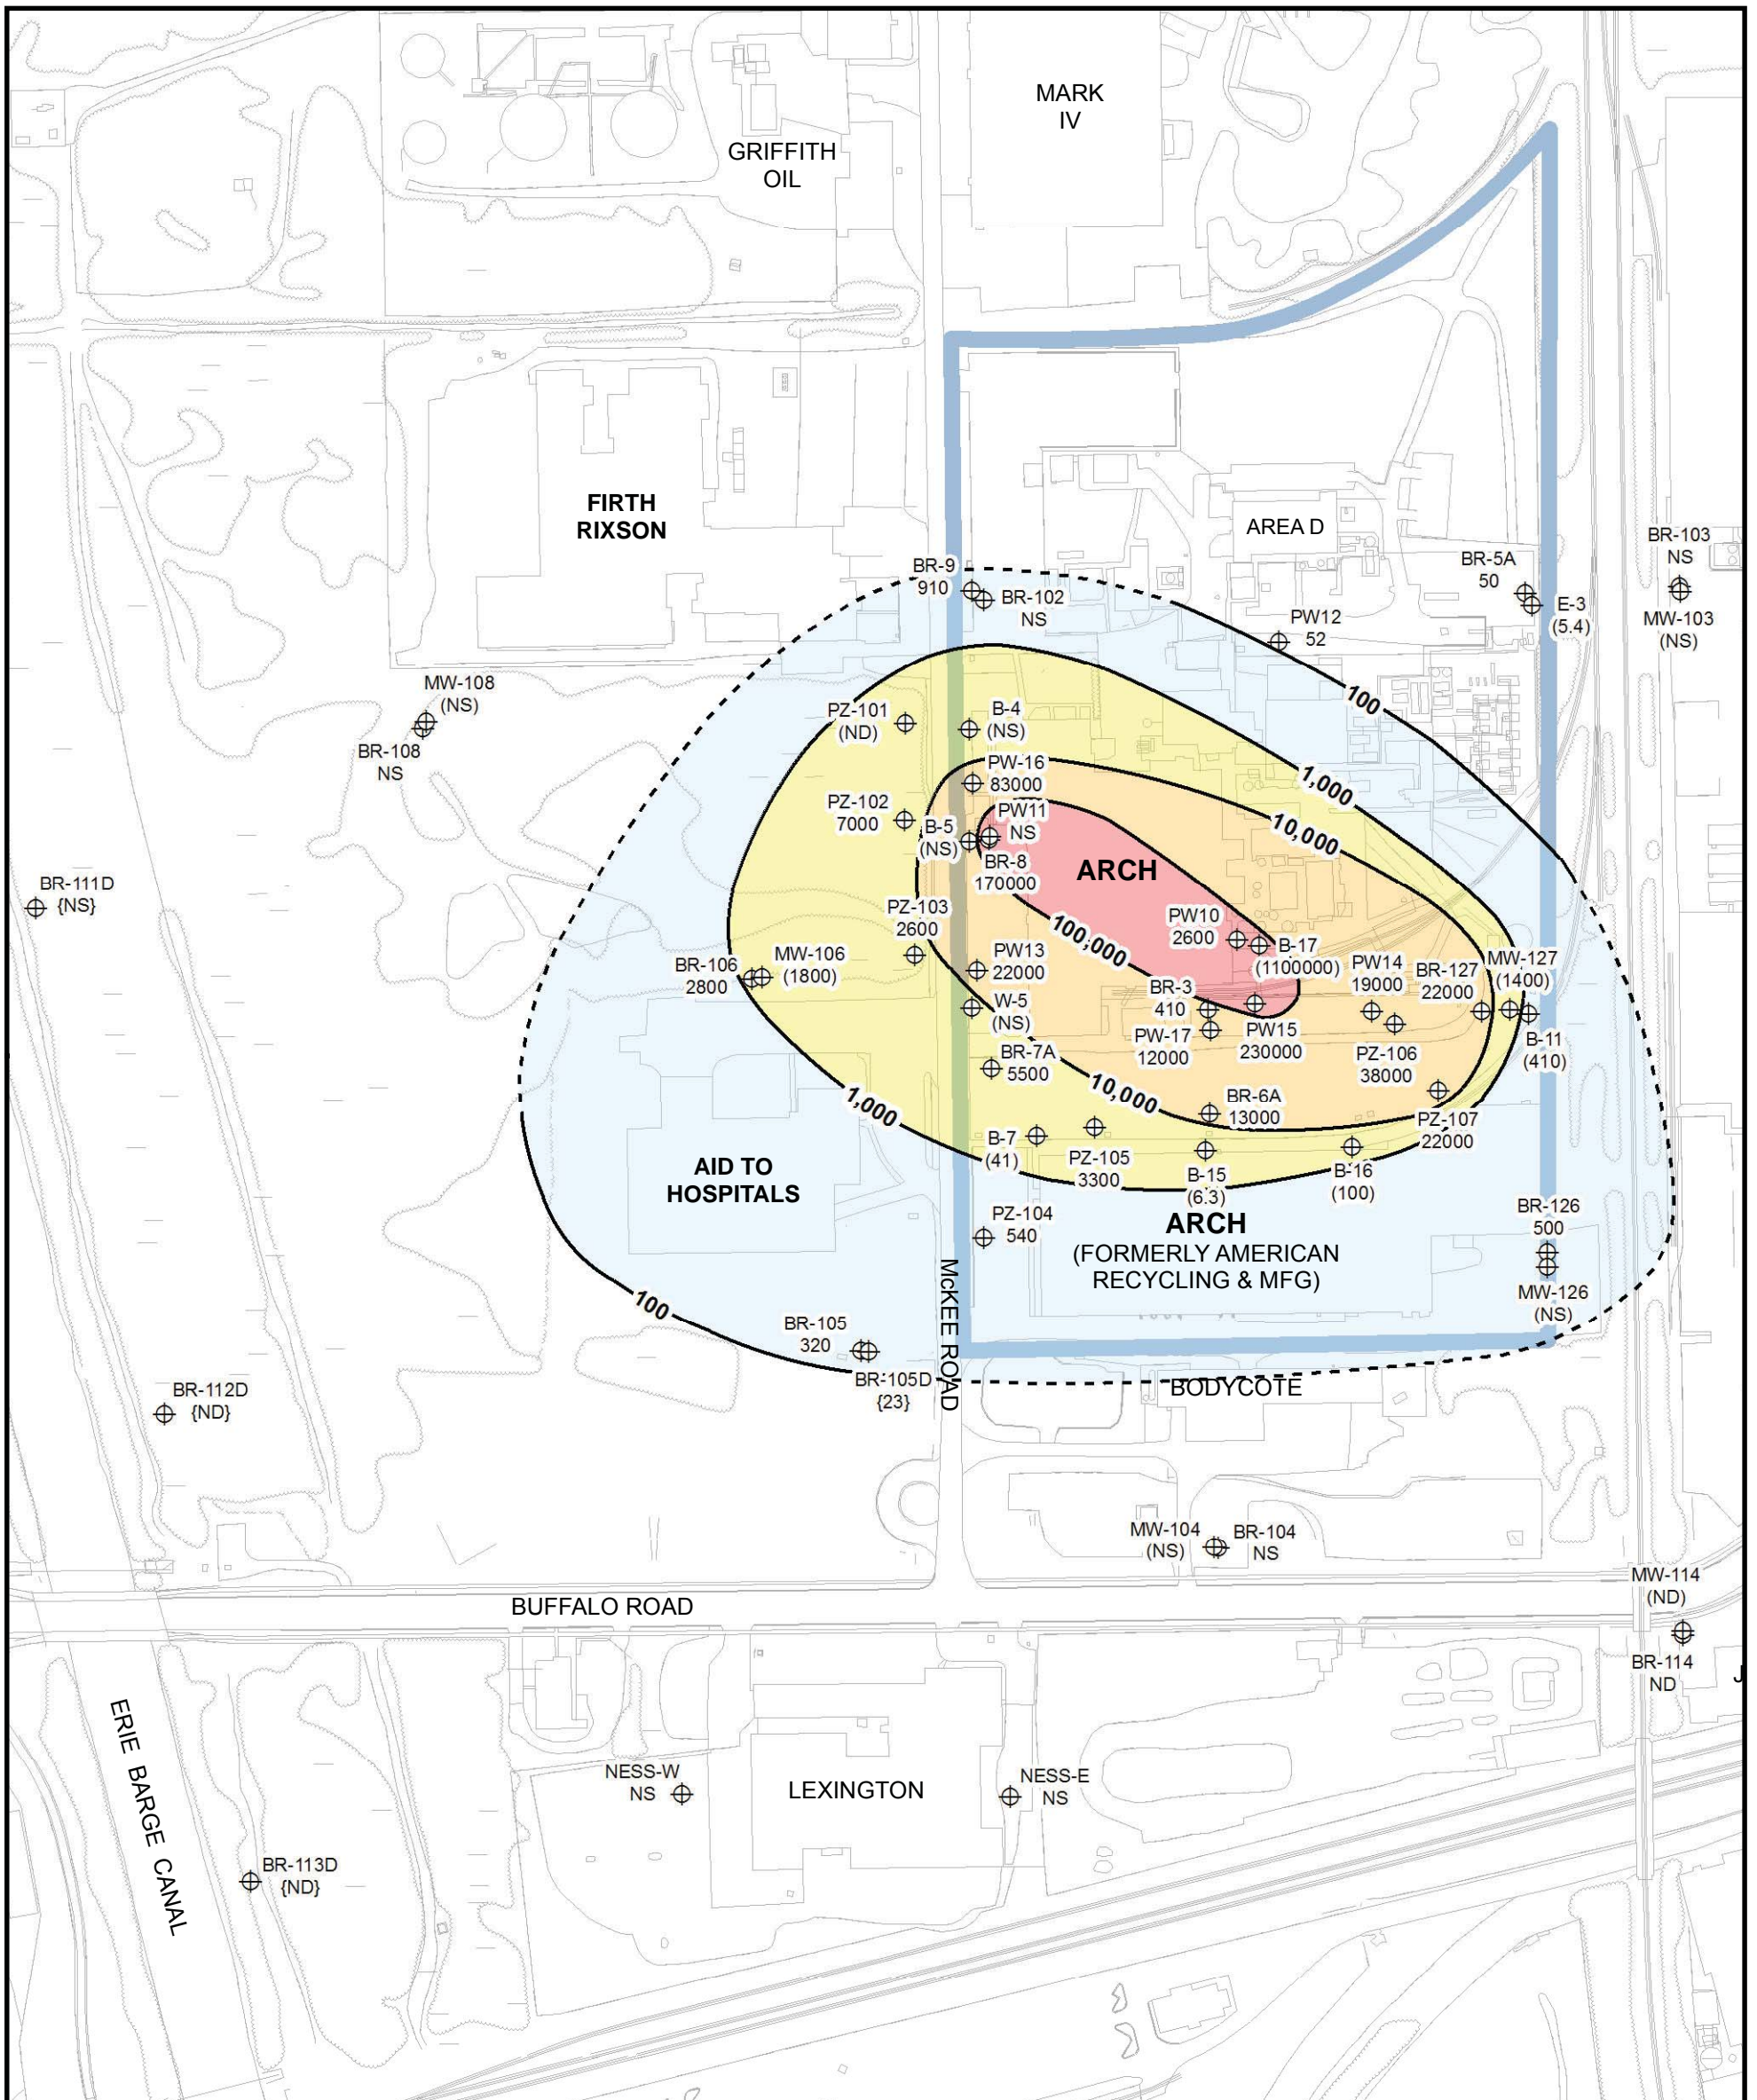 MARK
IV
GRIFFITH
OIL
FIRTH
RIXSON
AREA D
BR-103
NS
MW-103
(NS)
BR-5A
50
E-3
(5.4)
BR-9
910
BR-102
NS
PW12
52
MW-108
(NS)
BR-108
NS
100
PZ-101
(ND)
B-4
(NS)
PW-16
83000
1,000
PZ-102
7000
B-5
(NS)
PW11
NS
10,000
BR-8
170000
ARCH
BR-111D
{NS}
PZ-103
2600
PW10
2600
100,000
B-17
(1100000)
BR-106
2800
MW-106
(1800)
PW13
22000
PW14
19000
BR-127
22000
MW-127
(1400)
W-5
(NS)
BR-3
410
PW-17
12000
PW15
230000
PZ-106
38000
B-11
(410)
BR-7A
5500
1,000
10,000
BR-6A
13000
PZ-107
22000
B-7
(41)
PZ-105
3300
B-15
(6.3)
B-16
(100)
AID TO
HOSPITALS
PZ-104
540
ARCH
(FORMERLY AMERICAN
RECYCLING & MFG)
BR-126
500
MW-126
(NS)
McKEE ROAD
100
BR-105
320
BR-105D
{23}
BODYCOTE
BR-112D
{ND}
MW-104
(NS)
BR-104
NS
MW-114
(ND)
BR-114
ND
J
BUFFALO ROAD
ERIE BARGE CANAL
NESS-W
NS
LEXINGTON
NESS-E
NS
BR-113D
{ND}